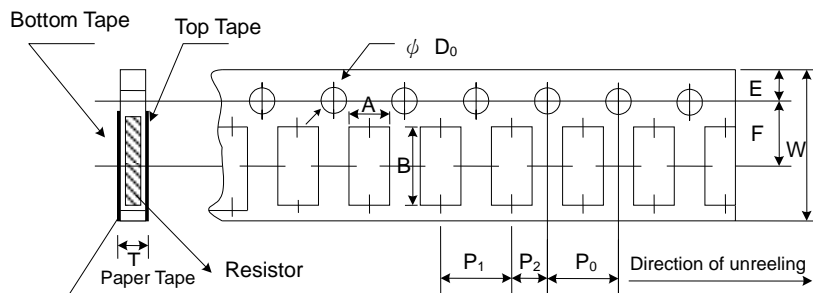 Bottom Tape
Top Tape
ϕ D₀
A
E
F
W
B
T
P₁
P₂
P₀
Direction of unreeling
Paper Tape
Resistor